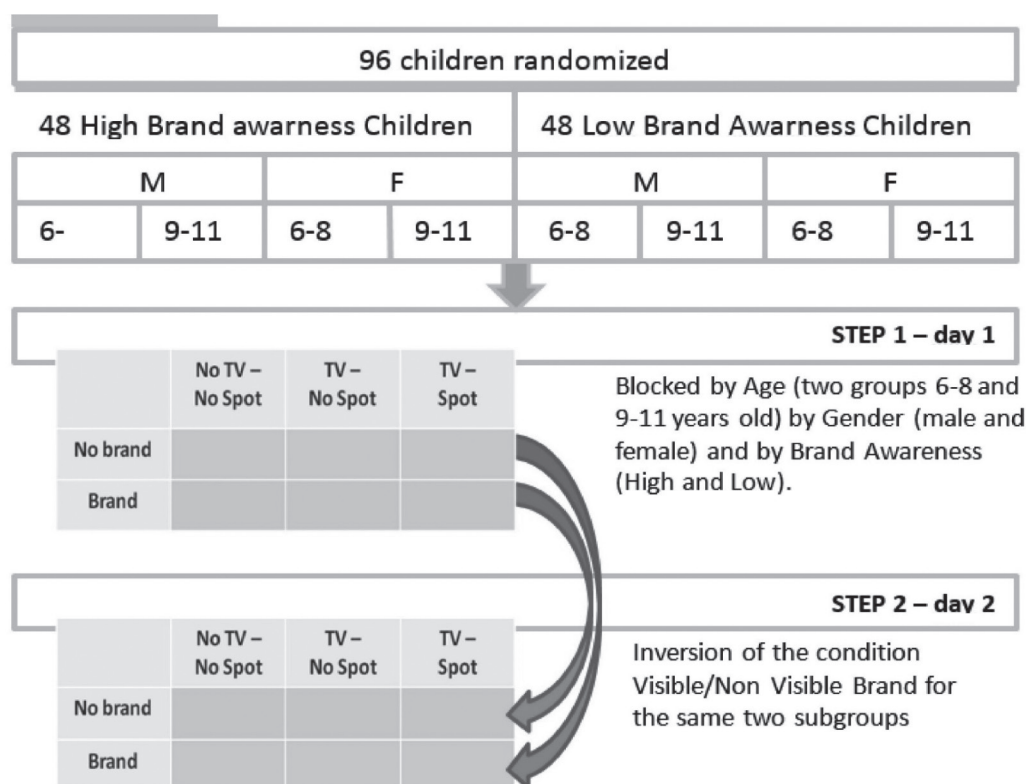 96 children randomized
48 High Brand awarness Children
48 Low Brand Awarness Children
M F M F
6- 9-11 6-8 9-11 6-8 9-11 6-8 9-11
STEP 1 – day 1
No TV – TV – TV –
No Spot No Spot Spot
No brand
Brand
Blocked by Age (two groups 6-8 and
9-11 years old) by Gender (male and
female) and by Brand Awareness
(High and Low).
STEP 2 – day 2
No TV – TV – TV –
No Spot No Spot Spot
No brand
Brand
Inversion of the condition
Visible/Non Visible Brand for
the same two subgroups